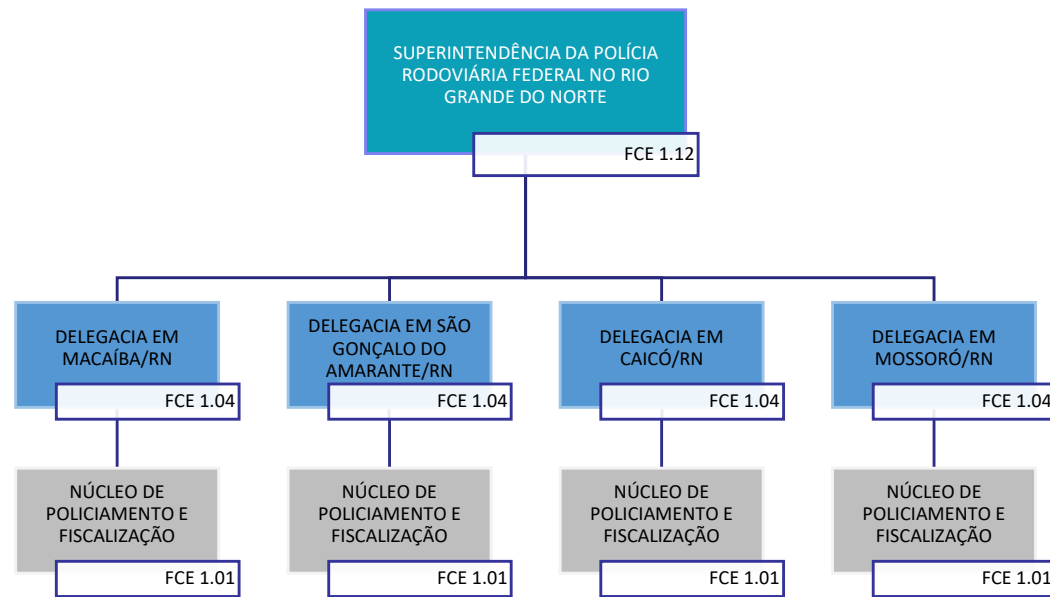 SUPERINTENDÊNCIA DA POLÍCIA
RODOVIÁRIA FEDERAL NO RIO
GRANDE DO NORTE
FCE 1.12
DELEGACIA EM
MACAÍBA/RN
FCE 1.04
DELEGACIA EM SÃO
GONÇALO DO
AMARANTE/RN
FCE 1.04
DELEGACIA EM
CAICÓ/RN
FCE 1.04
DELEGACIA EM
MOSSORÓ/RN
FCE 1.04
NÚCLEO DE
POLICIAMENTO E
FISCALIZAÇÃO
FCE 1.01
NÚCLEO DE
POLICIAMENTO E
FISCALIZAÇÃO
FCE 1.01
NÚCLEO DE
POLICIAMENTO E
FISCALIZAÇÃO
FCE 1.01
NÚCLEO DE
POLICIAMENTO E
FISCALIZAÇÃO
FCE 1.01